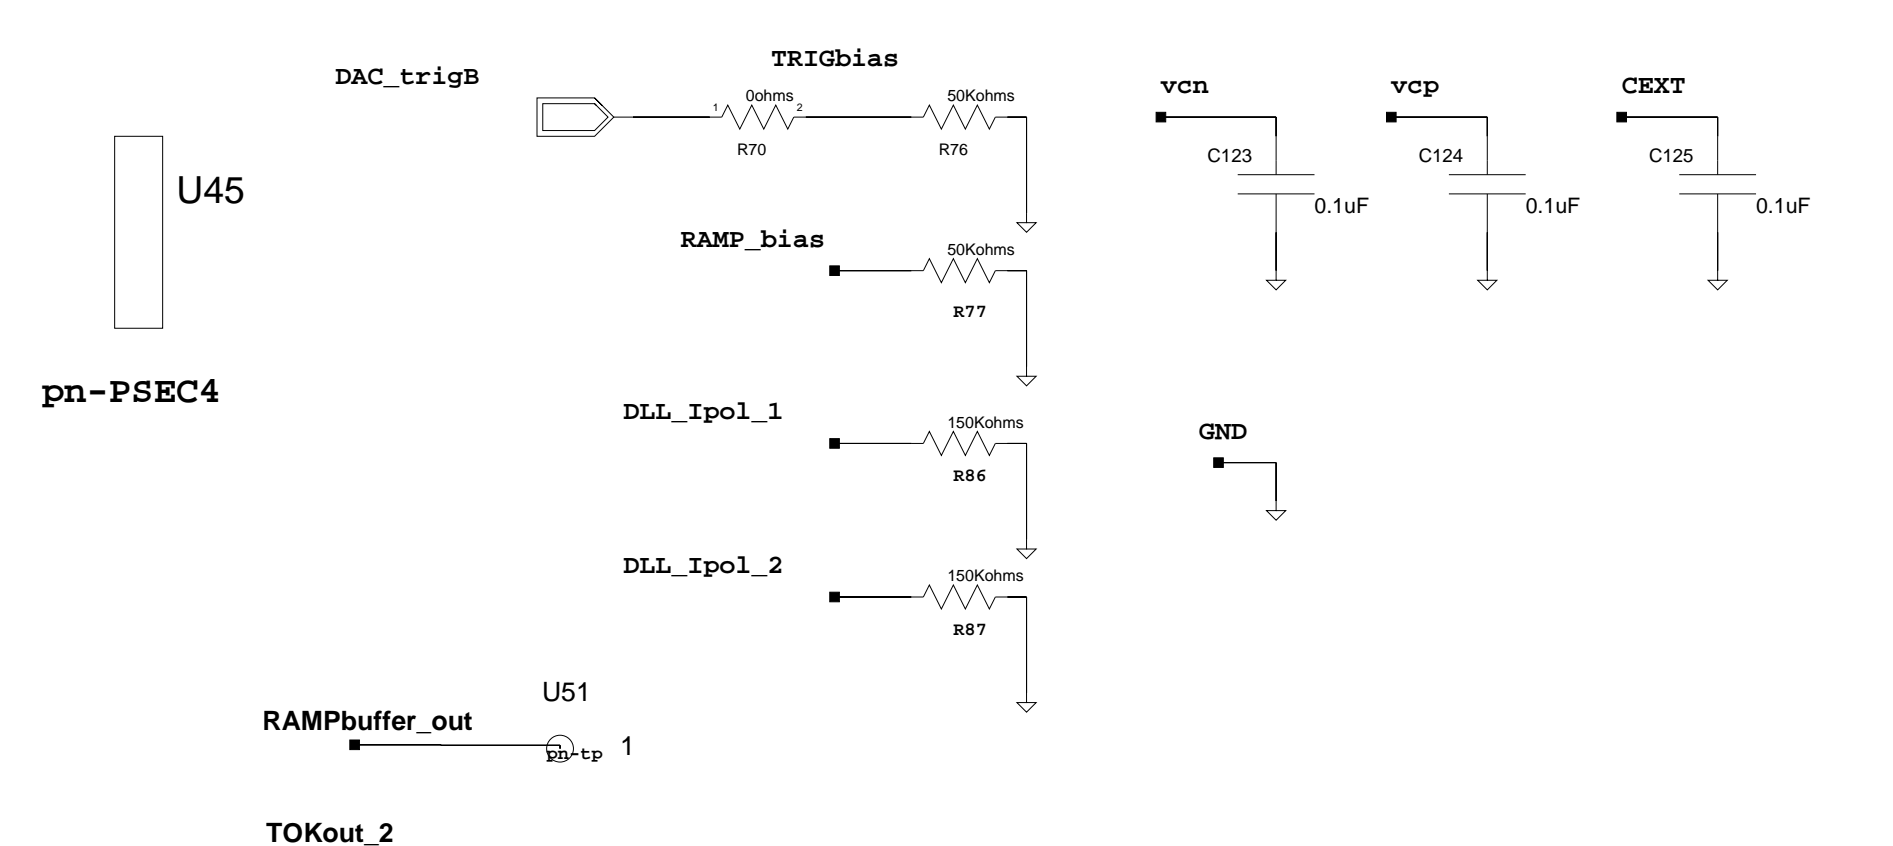 TRIGbias
DAC_trigB
0ohms
1
2
R70
50Kohms
R76
vcn
C123
0.1uF
vcp
C124
0.1uF
CEXT
C125
0.1uF
U45
pn-PSEC4
RAMP_bias
50Kohms
R77
DLL_Ipol_1
150Kohms
R86
GND
DLL_Ipol_2
150Kohms
R87
U51
RAMPbuffer_out
pn-tp
1
TOKout_2